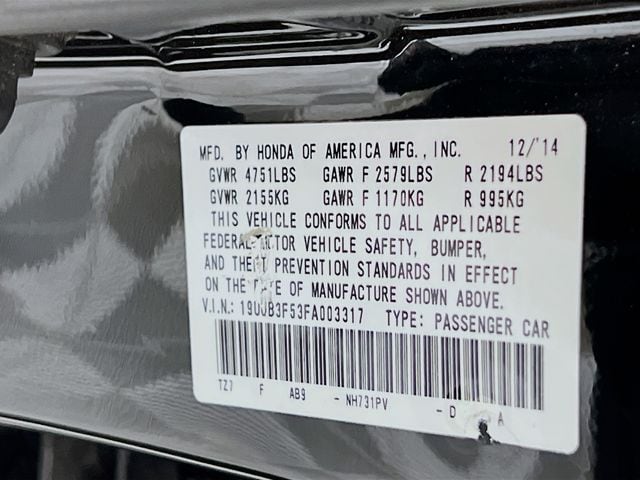 MFD. BY HONDA OF AMERICA MFG., INC. 12/'14
GVWR 4751LBS GAWR F 2579LBS R 2194LBS
GVWR 2155KG GAWR F 1170KG R 995KG
THIS VEHICLE CONFORMS TO ALL APPLICABLE
FEDERAL MOTOR VEHICLE SAFETY, BUMPER,
AND THEFT PREVENTION STANDARDS IN EFFECT
ON THE DATE OF MANUFACTURE SHOWN ABOVE.
V.I.N.: 19UUB3F53FA003317 TYPE: PASSENGER CAR
TZ7 F AB9 - NH731PV - D A